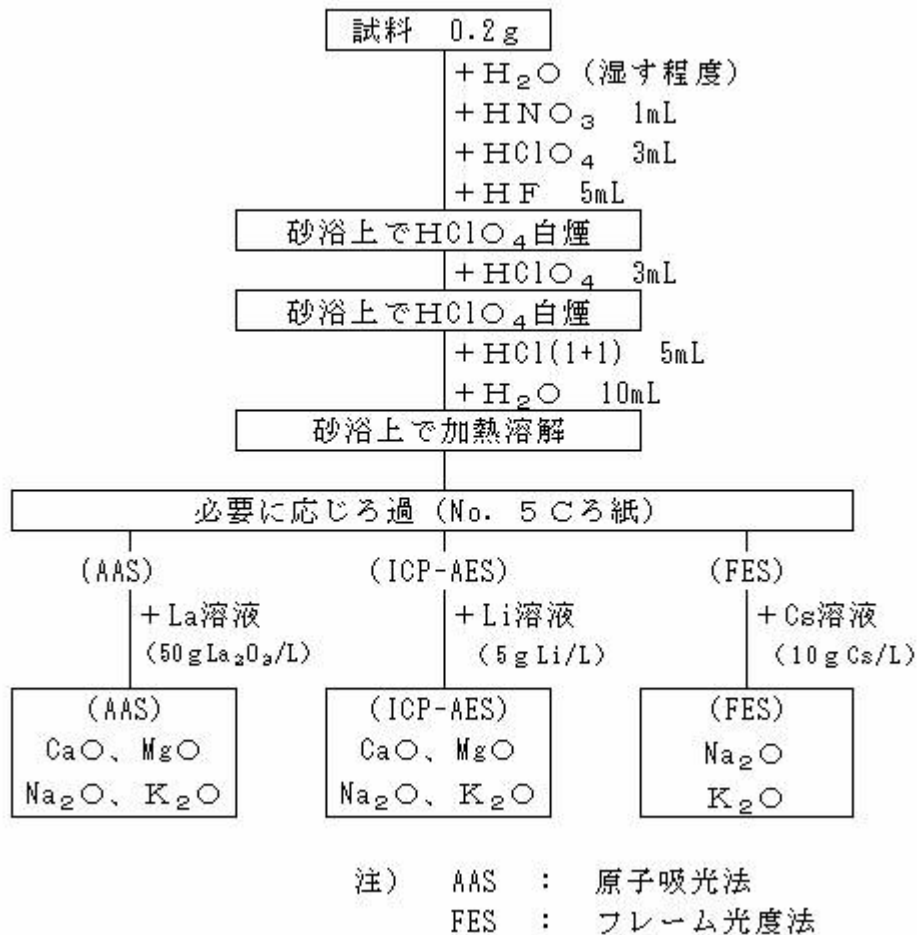 試料 0.2g
+H₂O (湿す程度)
+HNO₃ 1mL
+HClO₄ 3mL
+HF 5mL
砂浴上でHClO₄白煙
+HClO₄ 3mL
砂浴上でHClO₄白煙
+HCl(1+1) 5mL
+H₂O 10mL
砂浴上で加熱溶解
必要に応じろ過 (No. 5Cろ紙)
(AAS) (ICP-AES) (FES)
+La溶液 +Li溶液 +Cs溶液
(50gLa₂O₃/L) (5gLi/L) (10gCs/L)
(AAS) (ICP-AES) (FES)
CaO、MgO CaO、MgO Na₂O
Na₂O、K₂O Na₂O、K₂O K₂O
注) AAS : 原子吸光法
FES : フレーム光度法